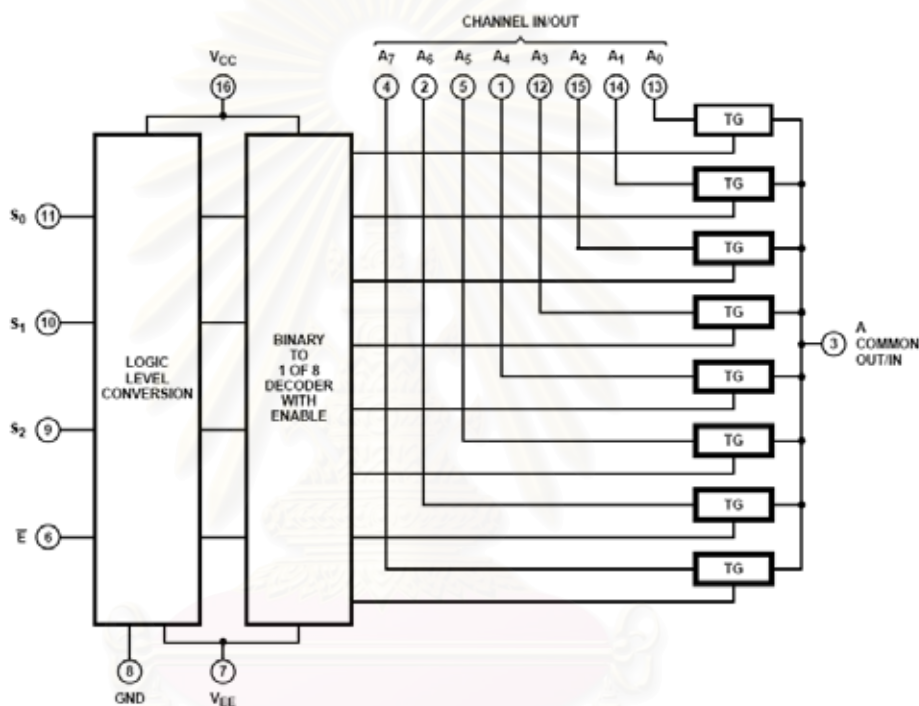 CHANNEL IN/OUT
VCC A7 A6 A5 A4 A3 A2 A1 A0
16 4 2 5 1 12 15 14 13
TG
TG
S0 11
TG
TG
S1 10
LOGIC
LEVEL
CONVERSION
BINARY
TO
1 OF 8
DECODER
WITH
ENABLE
3 A
COMMON
OUT/IN
TG
S2 9
TG
TG
E̅ 6
TG
8 7
GND VEE